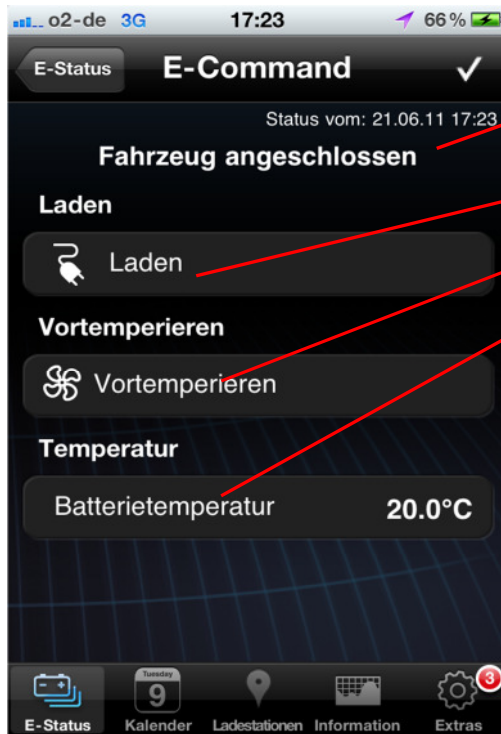 o2-de 3G 17:23 66 %
E-Status E-Command
Status vom: 21.06.11 17:23
Fahrzeug angeschlossen
Laden
Laden
Vortemperieren
Vortemperieren
Temperatur
Batterietemperatur 20.0°C
Tuesday
9
3
E-Status Kalender Ladestationen Information Extras